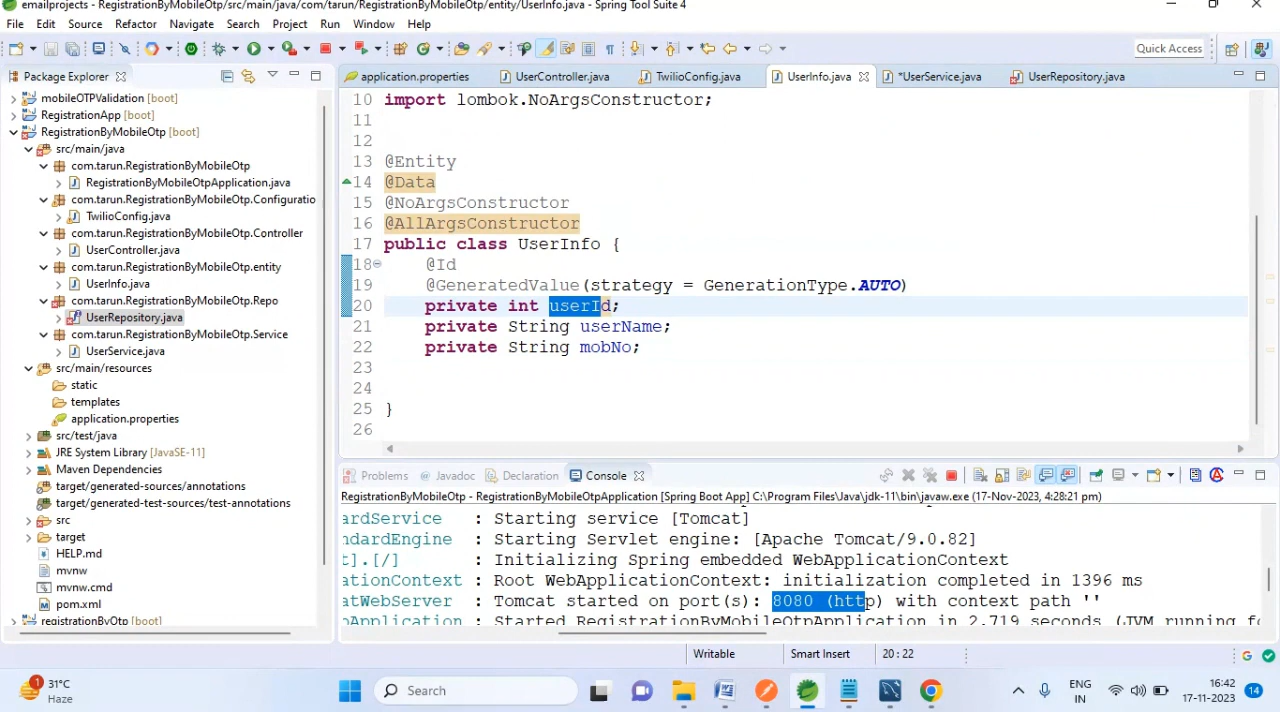 emailprojects - RegistrationByMobileOtp/src/main/java/com/tarun/RegistrationByMobileOtp/entity/UserInfo.java - Spring Tool Suite 4
File Edit Source Refactor Navigate Search Project Run Window Help
Quick Access
Package Explorer
mobileOTPValidation [boot]
RegistrationApp [boot]
RegistrationByMobileOtp [boot]
src/main/java
com.tarun.RegistrationByMobileOtp
RegistrationByMobileOtpApplication.java
com.tarun.RegistrationByMobileOtp.Configuratio
TwilioConfig.java
com.tarun.RegistrationByMobileOtp.Controller
UserController.java
com.tarun.RegistrationByMobileOtp.entity
UserInfo.java
com.tarun.RegistrationByMobileOtp.Repo
UserRepository.java
com.tarun.RegistrationByMobileOtp.Service
UserService.java
src/main/resources
static
templates
application.properties
src/test/java
JRE System Library [JavaSE-11]
Maven Dependencies
target/generated-sources/annotations
target/generated-test-sources/test-annotations
src
target
HELP.md
mvnw
mvnw.cmd
pom.xml
registrationByOtp [boot]
application.properties UserController.java TwilioConfig.java UserInfo.java *UserService.java UserRepository.java
10 import lombok.NoArgsConstructor;
11
12
13 @Entity
14 @Data
15 @NoArgsConstructor
16 @AllArgsConstructor
17 public class UserInfo {
18 @Id
19 @GeneratedValue(strategy = GenerationType.AUTO)
20 private int userId;
21 private String userName;
22 private String mobNo;
23
24
25 }
26
Problems @ Javadoc Declaration Console
RegistrationByMobileOtp - RegistrationByMobileOtpApplication [Spring Boot App] C:\Program Files\Java\jdk-11\bin\javaw.exe (17-Nov-2023, 4:28:21 pm)
ardService : Starting service [Tomcat]
ndardEngine : Starting Servlet engine: [Apache Tomcat/9.0.82]
t].[/] : Initializing Spring embedded WebApplicationContext
ationContext : Root WebApplicationContext: initialization completed in 1396 ms
atWebServer : Tomcat started on port(s): 8080 (http) with context path ''
pApplication : Started RegistrationByMobileOtpApplication in 2.719 seconds (JVM running fo
Writable Smart Insert 20 : 22
1
31°C
Haze
Search
ENG
IN
16:42
17-11-2023
14